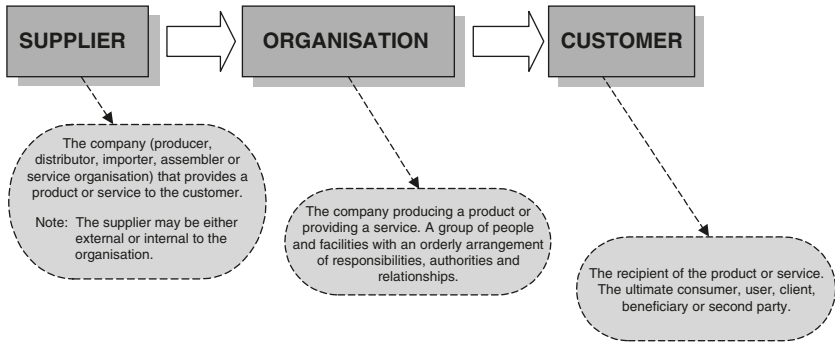 SUPPLIER
ORGANISATION
CUSTOMER
The company (producer,
distributor, importer, assembler or
service organisation) that provides a
product or service to the customer.
Note: The supplier may be either
external or internal to the
organisation.
The company producing a product or
providing a service. A group of people
and facilities with an orderly arrangement
of responsibilities, authorities and
relationships.
The recipient of the product or service.
The ultimate consumer, user, client,
beneficiary or second party.